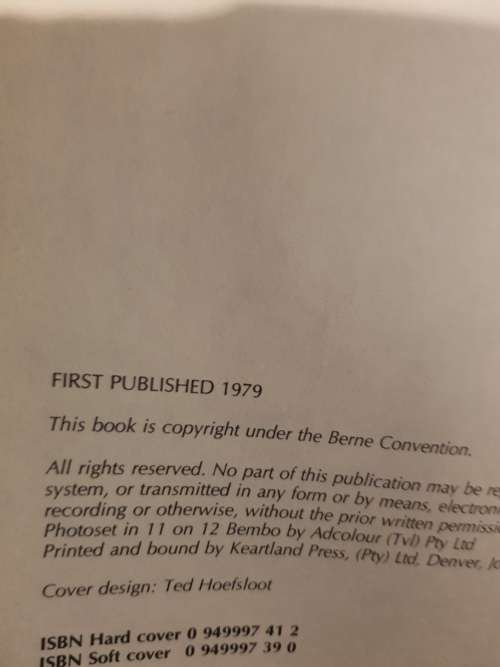 FIRST PUBLISHED 1979
This book is copyright under the Berne Convention.
All rights reserved. No part of this publication may be
system, or transmitted in any form or by means,
recording or otherwise, without the prior written
Photoset in 11 on 12 Bembo by Adcolour (Tvl) Pty Ltd
Printed and bound by Keartland Press, (Pty) Ltd, Denver,
Cover design: Ted Hoefsloot
ISBN Hard cover 0 949997 41 2
ISBN Soft cover 0 949997 39 0